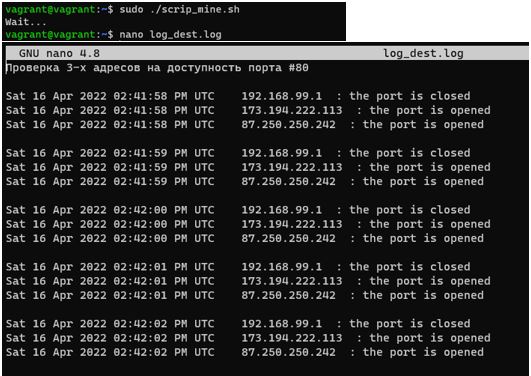 vagrant@vagrant:~$ sudo ./scrip_mine.sh
Wait...
vagrant@vagrant:~$ nano log_dest.log
GNU nano 4.8 log_dest.log
Проверка 3-х адресов на доступность порта #80
Sat 16 Apr 2022 02:41:58 PM UTC 192.168.99.1 : the port is closed
Sat 16 Apr 2022 02:41:58 PM UTC 173.194.222.113 : the port is opened
Sat 16 Apr 2022 02:41:58 PM UTC 87.250.250.242 : the port is opened
Sat 16 Apr 2022 02:41:59 PM UTC 192.168.99.1 : the port is closed
Sat 16 Apr 2022 02:41:59 PM UTC 173.194.222.113 : the port is opened
Sat 16 Apr 2022 02:41:59 PM UTC 87.250.250.242 : the port is opened
Sat 16 Apr 2022 02:42:00 PM UTC 192.168.99.1 : the port is closed
Sat 16 Apr 2022 02:42:00 PM UTC 173.194.222.113 : the port is opened
Sat 16 Apr 2022 02:42:00 PM UTC 87.250.250.242 : the port is opened
Sat 16 Apr 2022 02:42:01 PM UTC 192.168.99.1 : the port is closed
Sat 16 Apr 2022 02:42:01 PM UTC 173.194.222.113 : the port is opened
Sat 16 Apr 2022 02:42:01 PM UTC 87.250.250.242 : the port is opened
Sat 16 Apr 2022 02:42:02 PM UTC 192.168.99.1 : the port is closed
Sat 16 Apr 2022 02:42:02 PM UTC 173.194.222.113 : the port is opened
Sat 16 Apr 2022 02:42:02 PM UTC 87.250.250.242 : the port is opened